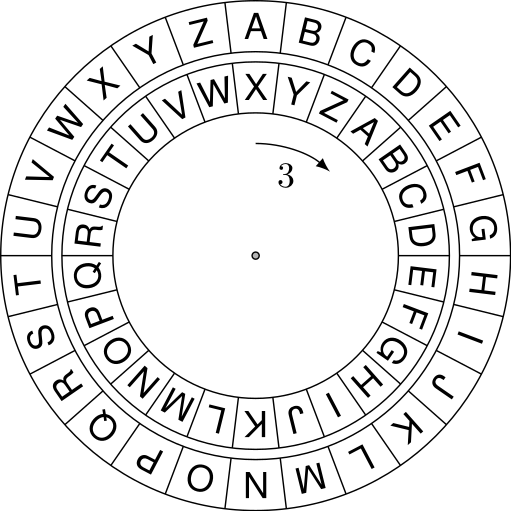 A B C D E F G H I J K L M N O P Q R S T U V W X Y Z
X Y Z A B C D E F G H I J K L M N O P Q R S T U V W
3